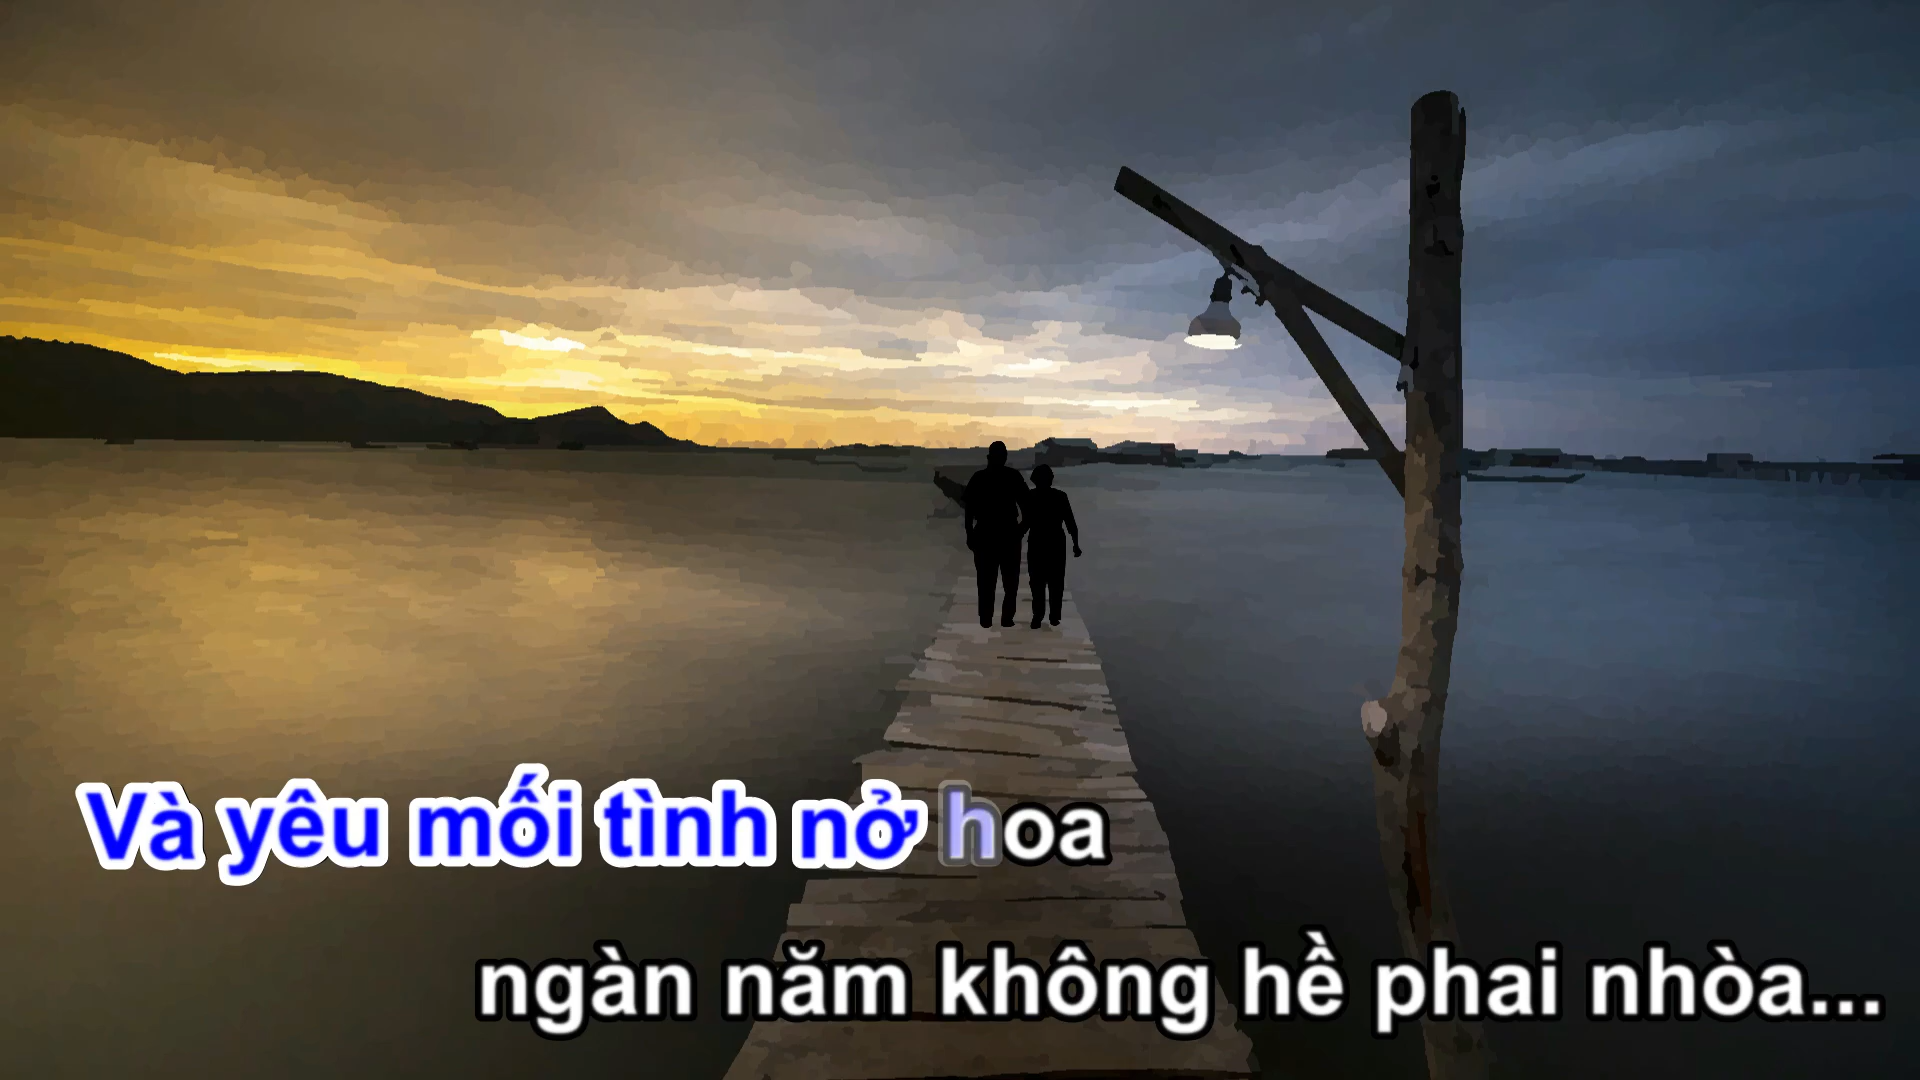 Và yêu mối tình nở hoa
ngàn năm không hề phai nhòa...